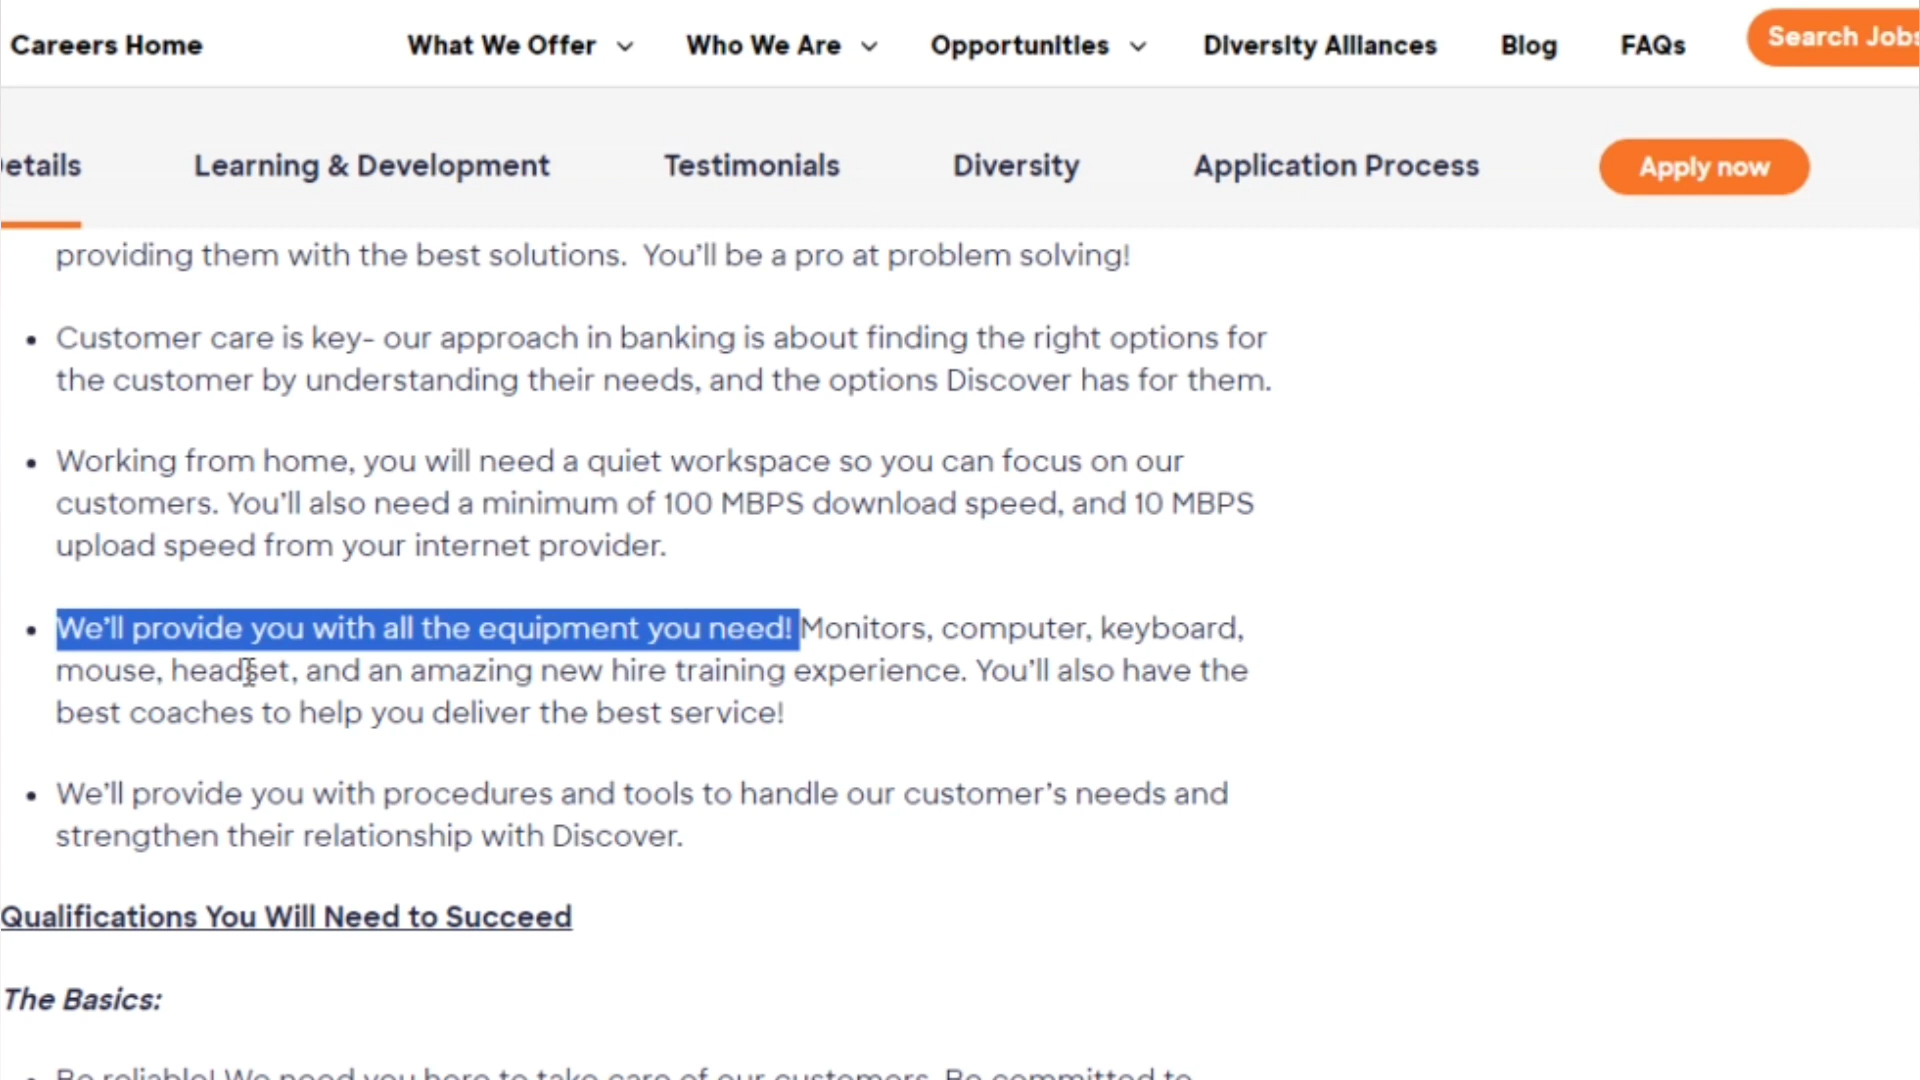 Careers Home What We Offer Who We Are Opportunities Diversity Alliances Blog FAQs Search Jobs
etails Learning & Development Testimonials Diversity Application Process Apply now
providing them with the best solutions.  You'll be a pro at problem solving!
• Customer care is key- our approach in banking is about finding the right options for
the customer by understanding their needs, and the options Discover has for them.
• Working from home, you will need a quiet workspace so you can focus on our
customers. You'll also need a minimum of 100 MBPS download speed, and 10 MBPS
upload speed from your internet provider.
• We'll provide you with all the equipment you need! Monitors, computer, keyboard,
mouse, headset, and an amazing new hire training experience. You'll also have the
best coaches to help you deliver the best service!
• We'll provide you with procedures and tools to handle our customer's needs and
strengthen their relationship with Discover.
Qualifications You Will Need to Succeed
The Basics:
• Be reliable! We need you here to take care of our customers. Be committed to